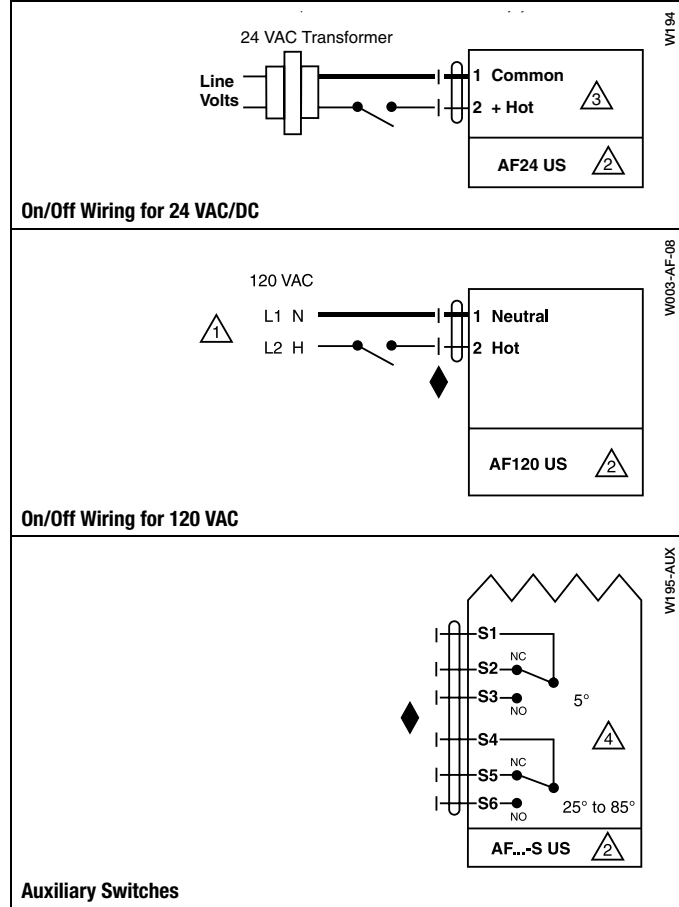 W194
24 VAC Transformer
Line
Volts
1 Common
2 + Hot
3
AF24 US 2
On/Off Wiring for 24 VAC/DC
W003-AF-08
120 VAC
1
L1 N
L2 H
1 Neutral
2 Hot
AF120 US 2
On/Off Wiring for 120 VAC
W195-AUX
S1
NC
S2
S3
NO
5°
S4
4
NC
S5
S6
NO
25° to 85°
AF...-S US 2
Auxiliary Switches